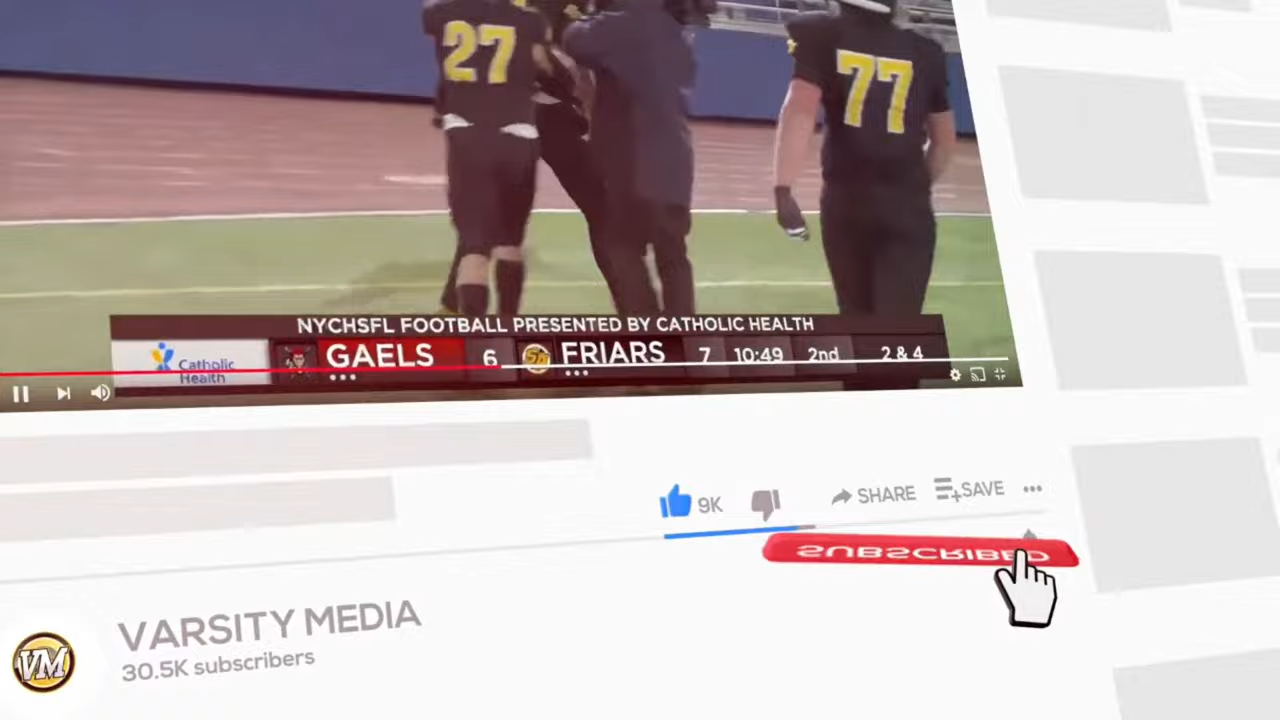 27
77
NYCHSFL FOOTBALL PRESENTED BY CATHOLIC HEALTH
Catholic Health
GAELS 6 FRIARS 7 10:49 2nd 2 & 4
9K
SHARE
SAVE
SUBSCRIBED
VARSITY MEDIA
30.5K subscribers
VM